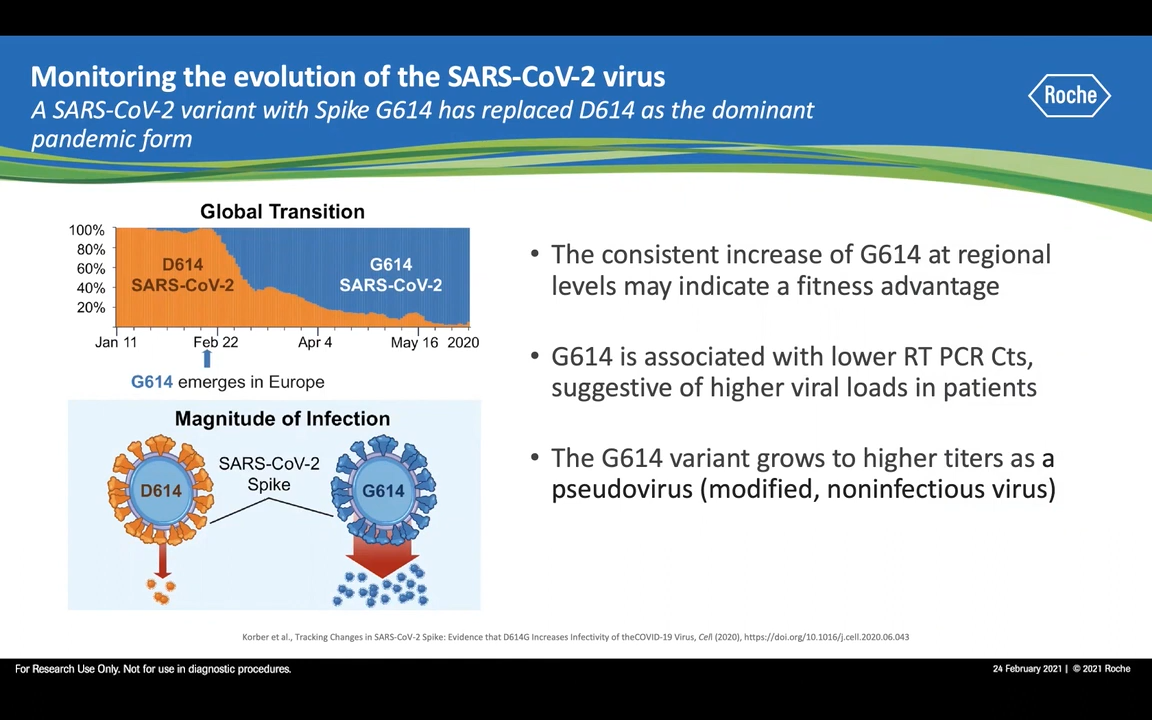 Monitoring the evolution of the SARS-CoV-2 virus
A SARS-CoV-2 variant with Spike G614 has replaced D614 as the dominant
pandemic form
Roche
Global Transition
100%
80%
60%
40%
20%
D614
SARS-CoV-2
G614
SARS-CoV-2
Jan 11
Feb 22
Apr 4
May 16
2020
G614 emerges in Europe
Magnitude of Infection
SARS-CoV-2
Spike
D614
G614
• The consistent increase of G614 at regional
levels may indicate a fitness advantage
• G614 is associated with lower RT PCR Cts,
suggestive of higher viral loads in patients
• The G614 variant grows to higher titers as a
pseudovirus (modified, noninfectious virus)
Korber et al., Tracking Changes in SARS-CoV-2 Spike: Evidence that D614G Increases Infectivity of theCOVID-19 Virus, Cell (2020), https://doi.org/10.1016/j.cell.2020.06.043
For Research Use Only. Not for use in diagnostic procedures.
24 February 2021 | © 2021 Roche